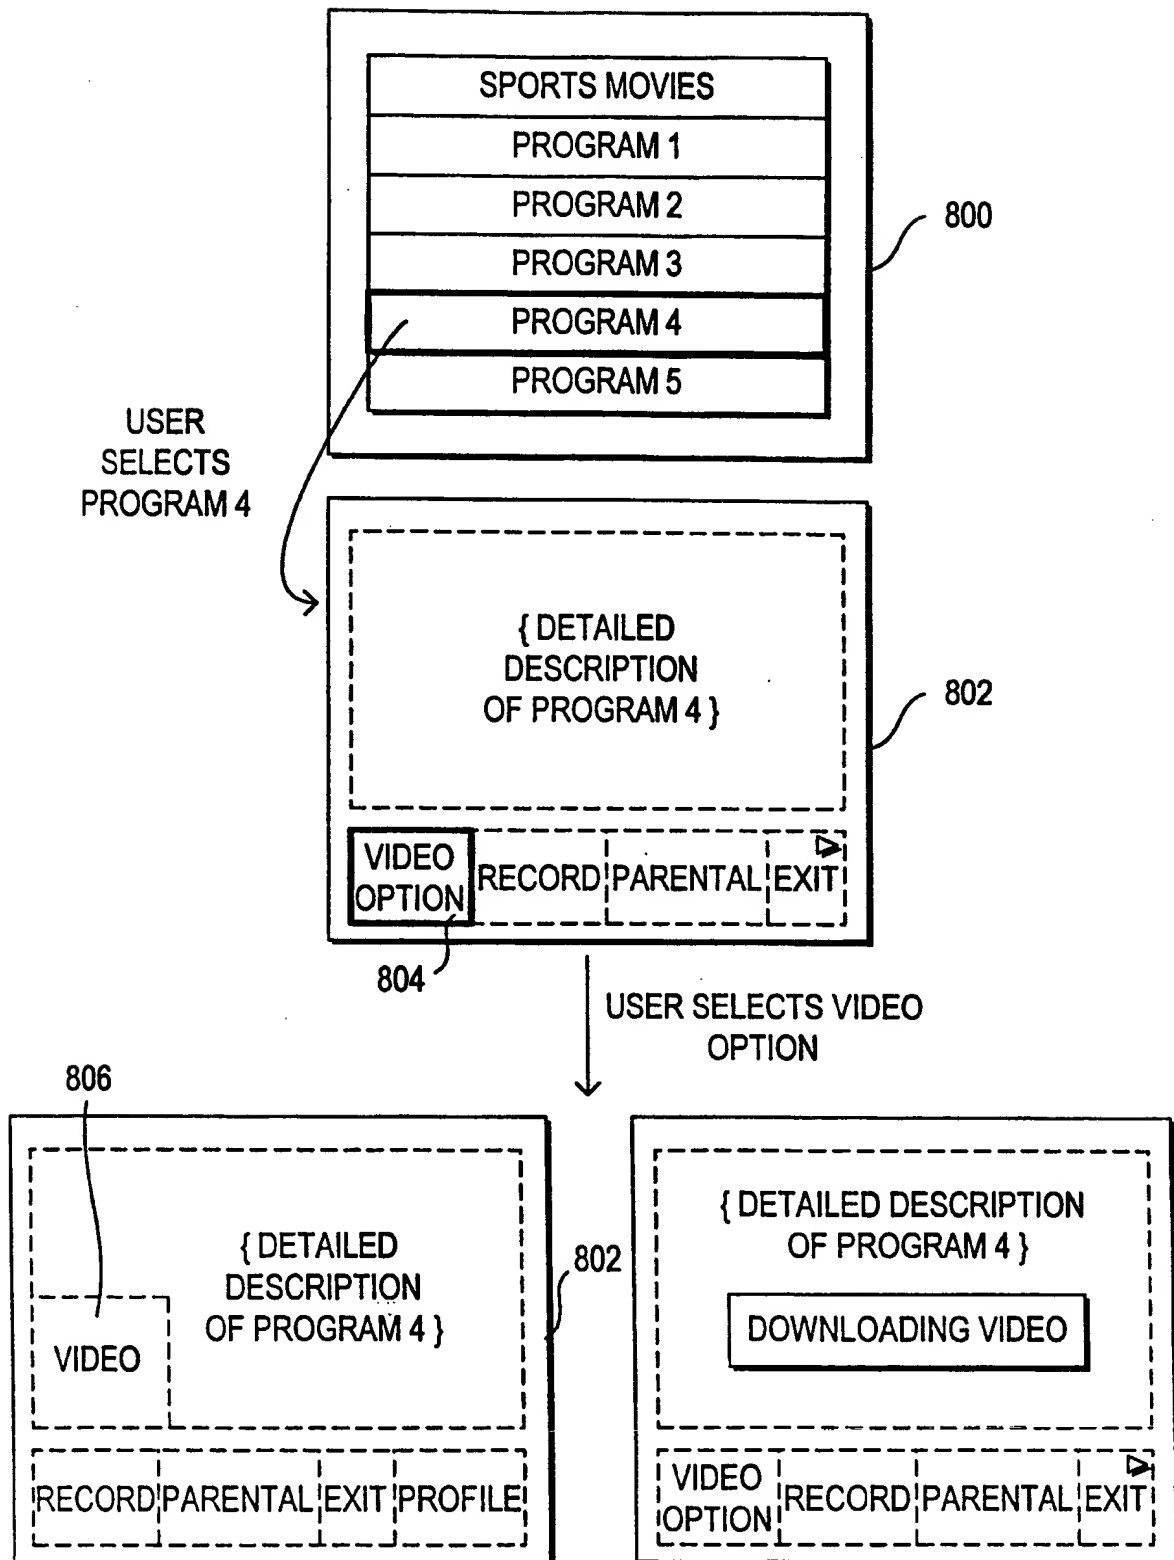 SPORTS MOVIES
PROGRAM 1
PROGRAM 2
PROGRAM 3
PROGRAM 4
PROGRAM 5
800
USER
SELECTS
PROGRAM 4
{ DETAILED
DESCRIPTION
OF PROGRAM 4 }
802
VIDEO
OPTION
RECORD
PARENTAL
EXIT
804
USER SELECTS VIDEO
OPTION
806
{ DETAILED
DESCRIPTION
OF PROGRAM 4 }
VIDEO
802
RECORD
PARENTAL
EXIT
PROFILE
{ DETAILED DESCRIPTION
OF PROGRAM 4 }
DOWNLOADING VIDEO
VIDEO
OPTION
RECORD
PARENTAL
EXIT